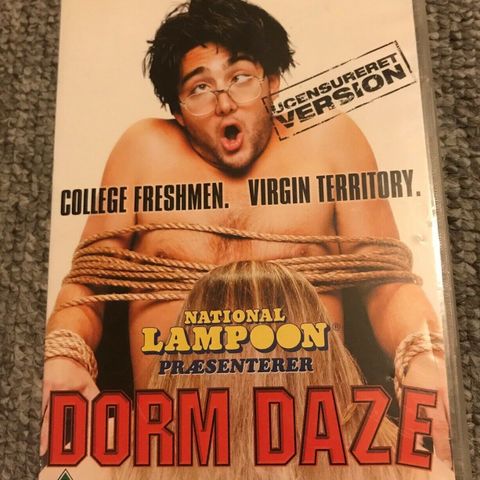 UCENSURERET
VERSION
COLLEGE FRESHMEN. VIRGIN TERRITORY.
NATIONAL
LAMPOON®
PRÆSENTERER
DORM DAZE